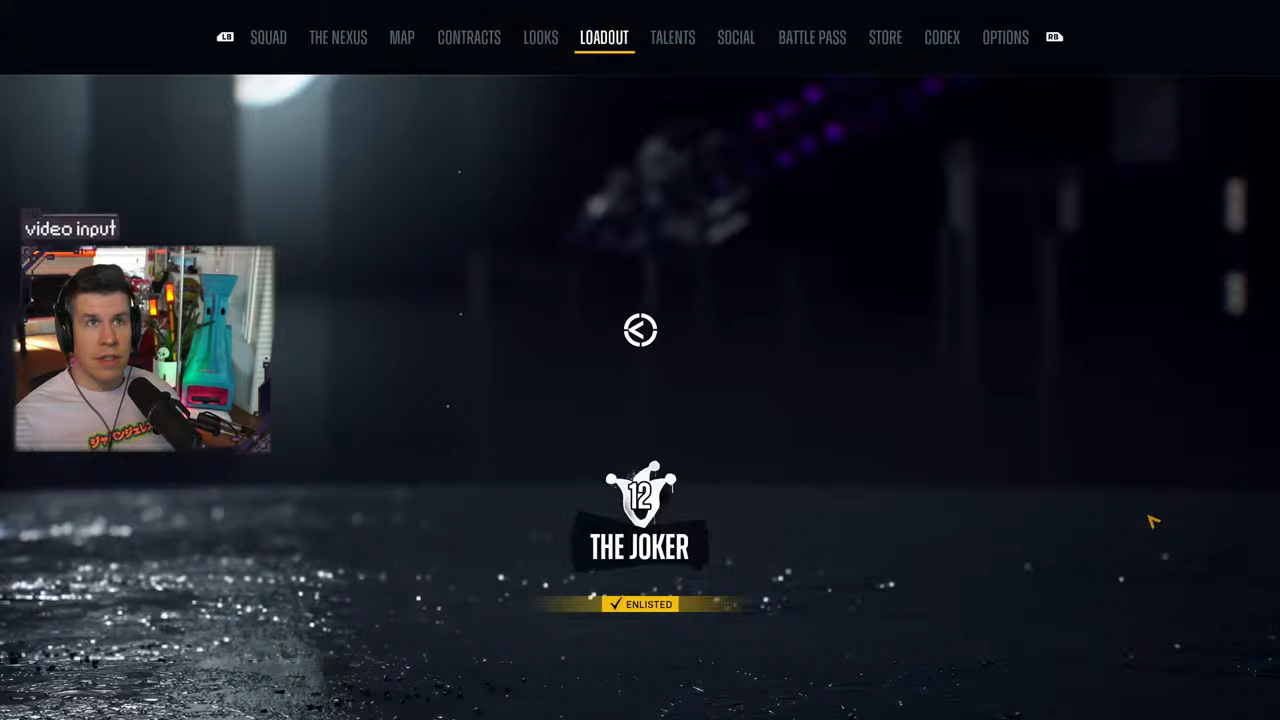 LB SQUAD THE NEXUS MAP CONTRACTS LOOKS LOADOUT TALENTS SOCIAL BATTLE PASS STORE CODEX OPTIONS RB
video input
12
THE JOKER
ENLISTED